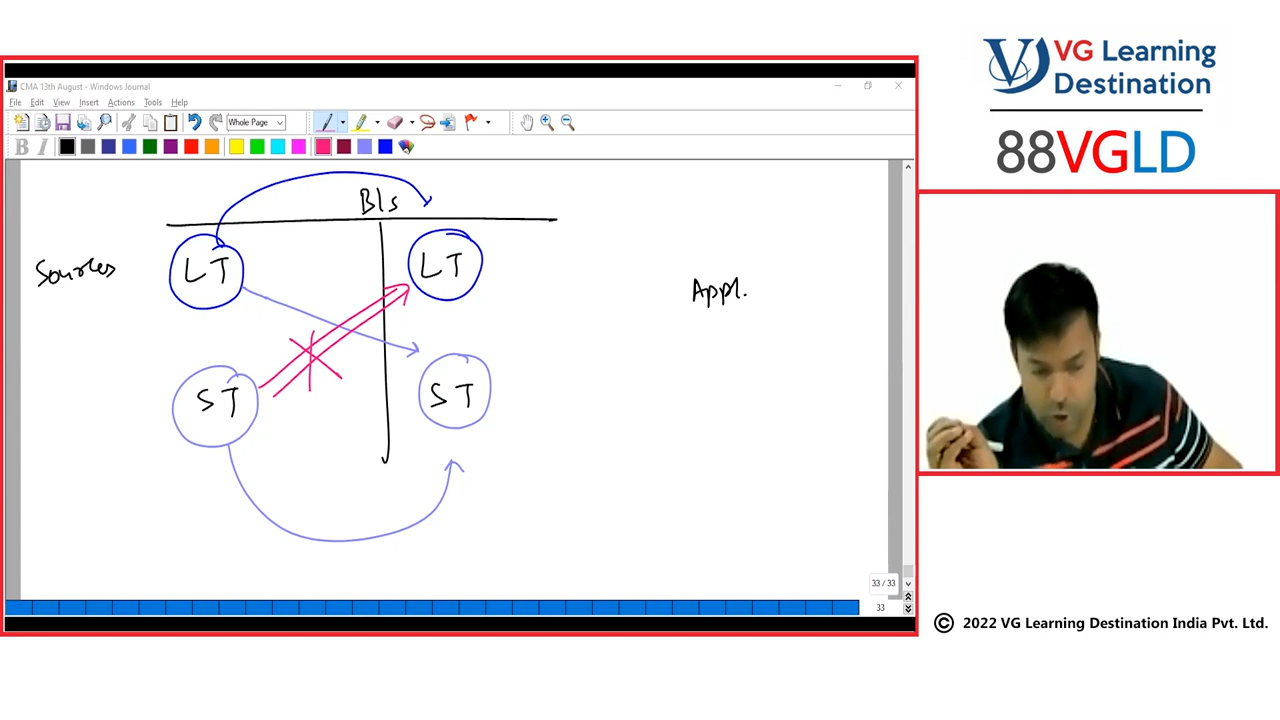 CMA 13th August - Windows Journal
File Edit View Insert Actions Tools Help
Whole Page
B I
B/s
Sources
LT
LT
Appl.
ST
ST
33 / 33
33
VG Learning
Destination
88VGLD
© 2022 VG Learning Destination India Pvt. Ltd.